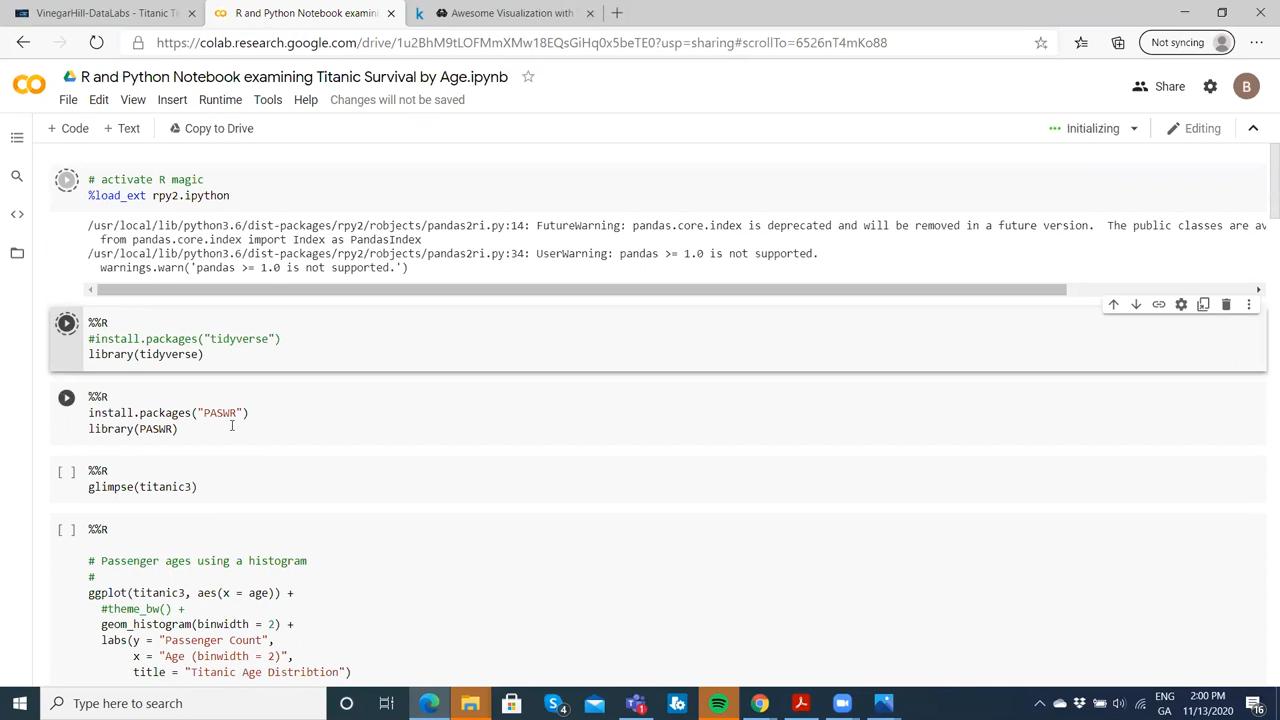 VinegarHill-DataLabs - Titanic T
R and Python Notebook examinin
Awesome Visualization with T
https://colab.research.google.com/drive/1u2BhM9tLOFMmXMw18EQsGiHq0x5beTE0?usp=sharing#scrollTo=6526nT4mKo88
Not syncing
R and Python Notebook examining Titanic Survival by Age.ipynb
Share
B
File Edit View Insert Runtime Tools Help Changes will not be saved
+ Code + Text Copy to Drive
Initializing
Editing
# activate R magic
%load_ext rpy2.ipython
/usr/local/lib/python3.6/dist-packages/rpy2/robjects/pandas2ri.py:14: FutureWarning: pandas.core.index is deprecated and will be removed in a future version.  The public classes are av
from pandas.core.index import Index as PandasIndex
/usr/local/lib/python3.6/dist-packages/rpy2/robjects/pandas2ri.py:34: UserWarning: pandas >= 1.0 is not supported.
warnings.warn('pandas >= 1.0 is not supported.')
%%R
#install.packages("tidyverse")
library(tidyverse)
%%R
install.packages("PASWR")
library(PASWR)
[ ] %%R
glimpse(titanic3)
[ ] %%R
# Passenger ages using a histogram
#
ggplot(titanic3, aes(x = age)) +
#theme_bw() +
geom_histogram(binwidth = 2) +
labs(y = "Passenger Count",
x = "Age (binwidth = 2)",
title = "Titanic Age Distribtion")
Type here to search
ENG
GA
2:00 PM
11/13/2020